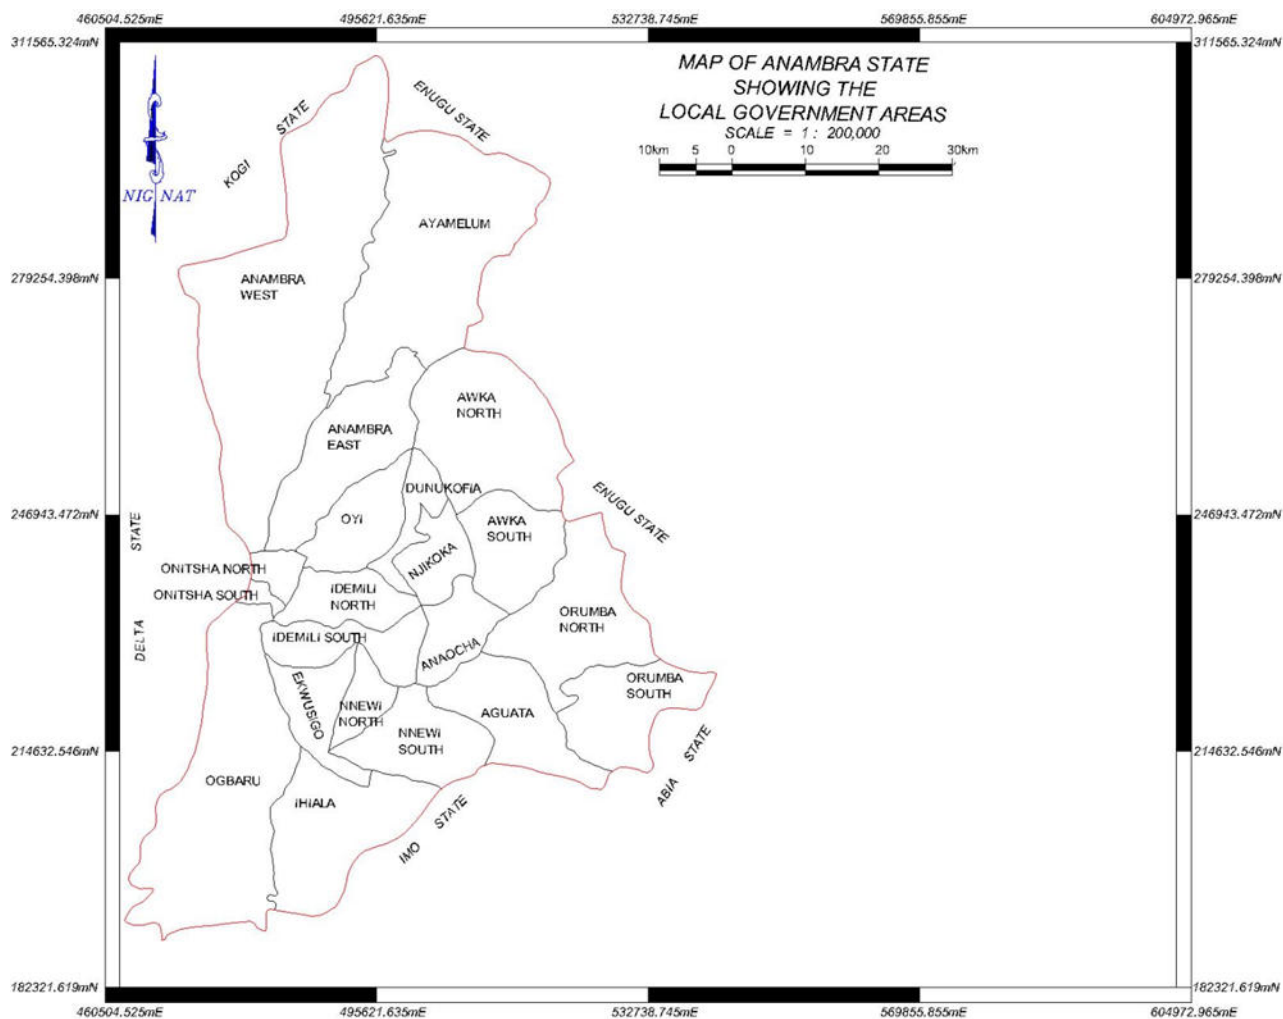 460504.525mE 495621.635mE 532738.745mE 569855.855mE 604972.965mE
311565.324mN 311565.324mN
MAP OF ANAMBRA STATE
SHOWING THE
LOCAL GOVERNMENT AREAS
SCALE = 1 : 200,000
10km 5 0 10 20 30km
ENUGU STATE
KOGI STATE
NIG NAT
AYAMELUM
279254.398mN 279254.398mN
ANAMBRA
WEST
AWKA
NORTH
ANAMBRA
EAST
DUNUKOFiA
ENUGU STATE
246943.472mN 246943.472mN
OYi
AWKA
SOUTH
NJIKOKA
ONITSHA NORTH
ONiTSHA SOUTH
iDEMiLi
NORTH
DELTA STATE
iDEMiLi SOUTH
ORUMBA
NORTH
ANAOCHA
ORUMBA
SOUTH
EKWUSiGO
NNEWi
NORTH
AGUATA
NNEWi
SOUTH
214632.546mN 214632.546mN
OGBARU
iHiALA
ABIA STATE
IMO STATE
182321.619mN 182321.619mN
460504.525mE 495621.635mE 532738.745mE 569855.855mE 604972.965mE